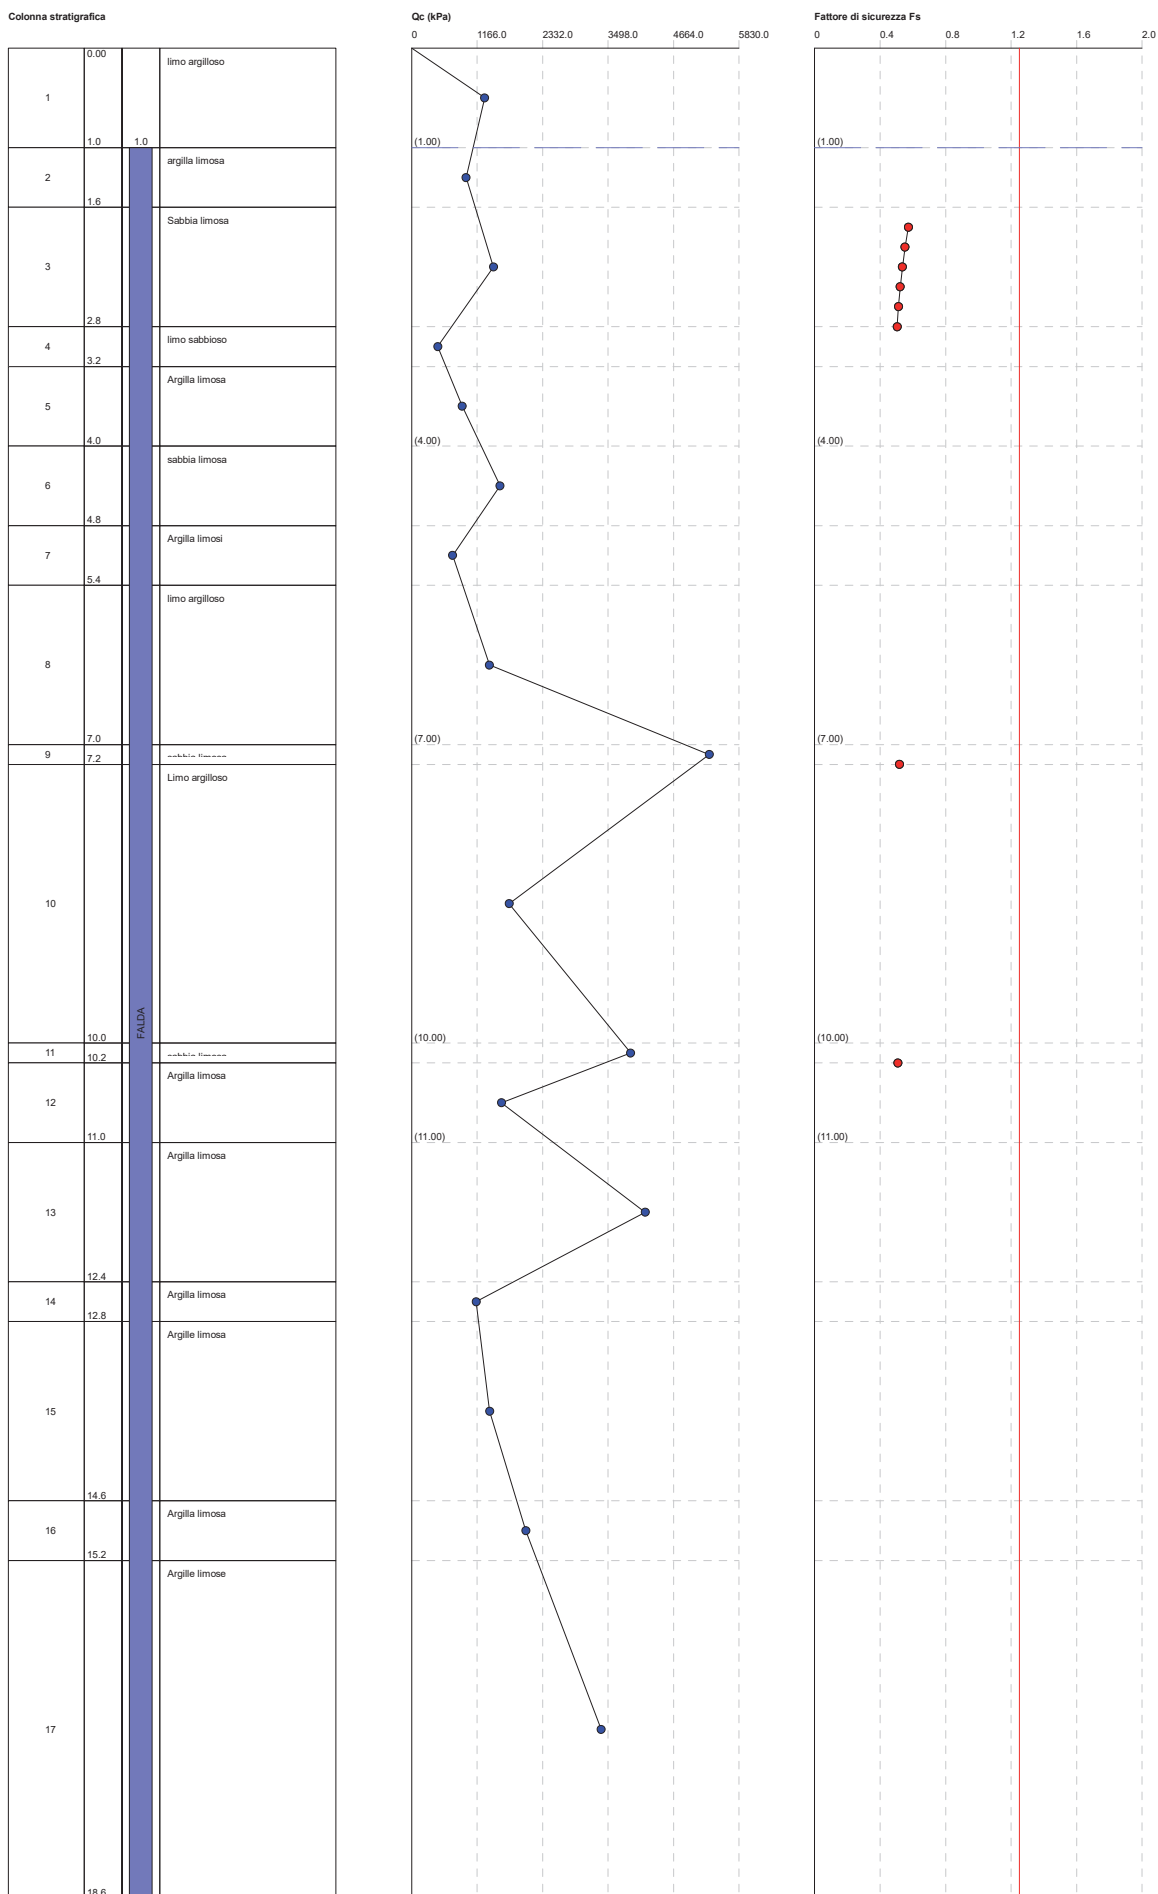 Colonna stratigrafica
Qc (kPa)
Fattore di sicurezza Fs
0 1166.0 2332.0 3498.0 4664.0 5830.0
0 0.4 0.8 1.2 1.6 2.0
0.00
limo argilloso
1
1.0 1.0 (1.00) (1.00)
argilla limosa
2
1.6
Sabbia limosa
3
2.8
limo sabbioso
4
3.2
Argilla limosa
5
4.0 (4.00) (4.00)
sabbia limosa
6
4.8
Argilla limosi
7
5.4
limo argilloso
8
7.0 (7.00) (7.00)
9
7.2
Limo argilloso
10
FALDA
10.0 (10.00) (10.00)
11
10.2
Argilla limosa
12
11.0 (11.00) (11.00)
Argilla limosa
13
12.4
Argilla limosa
14
12.8
Argille limosa
15
14.6
Argilla limosa
16
15.2
Argille limose
17
18.6